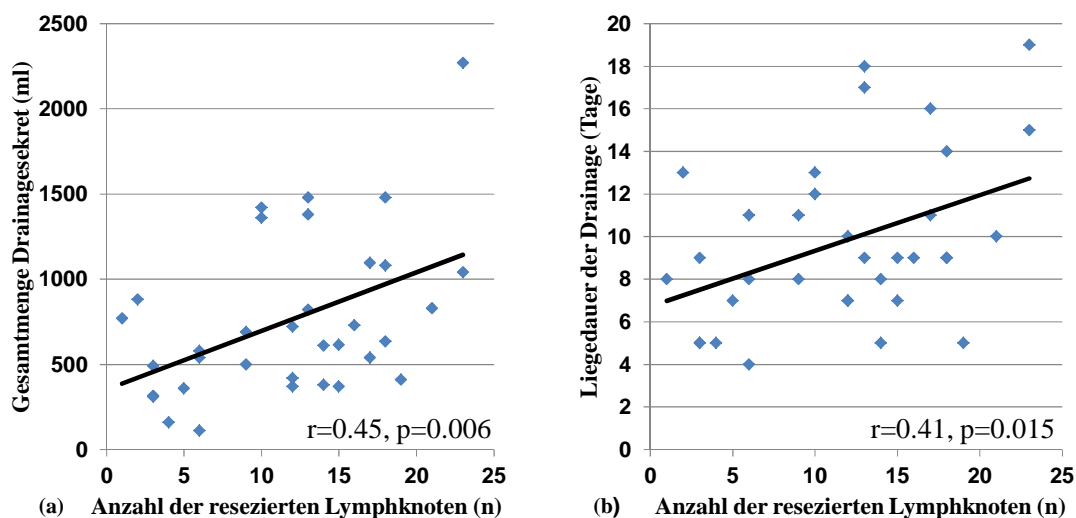 Gesamtmenge Drainagesekret (ml)
2500
2000
1500
1000
500
0
0 5 10 15 20 25
r=0.45, p=0.006
(a) Anzahl der resezierten Lymphknoten (n)
Liegedauer der Drainage (Tage)
20
18
16
14
12
10
8
6
4
2
0
0 5 10 15 20 25
r=0.41, p=0.015
(b) Anzahl der resezierten Lymphknoten (n)